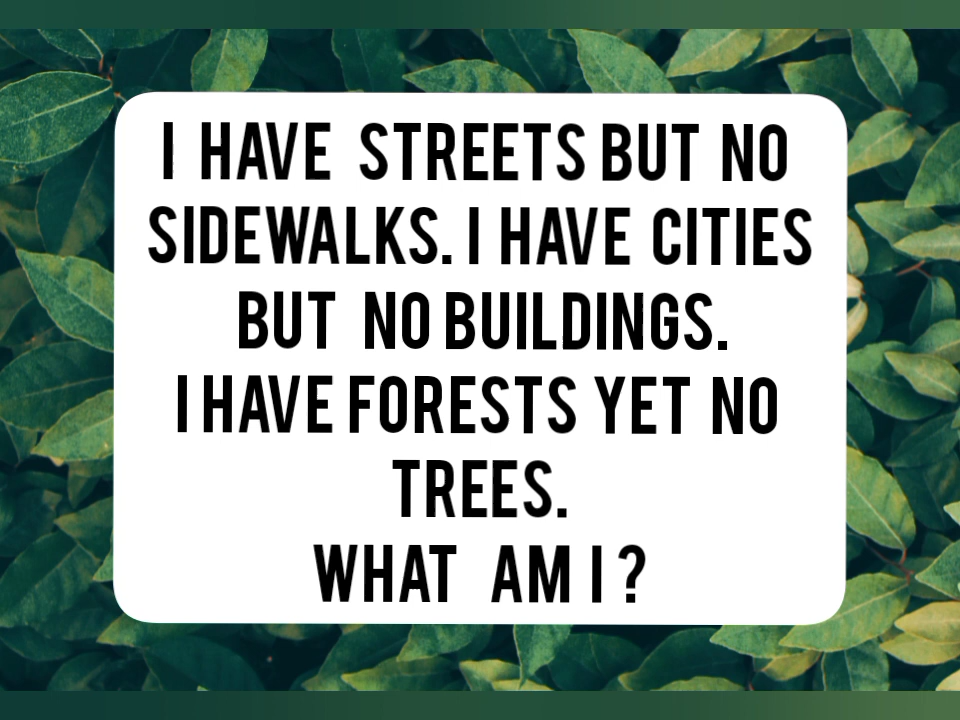 I HAVE STREETS BUT NO
SIDEWALKS. I HAVE CITIES
BUT NO BUILDINGS.
I HAVE FORESTS YET NO
TREES.
WHAT AM I ?